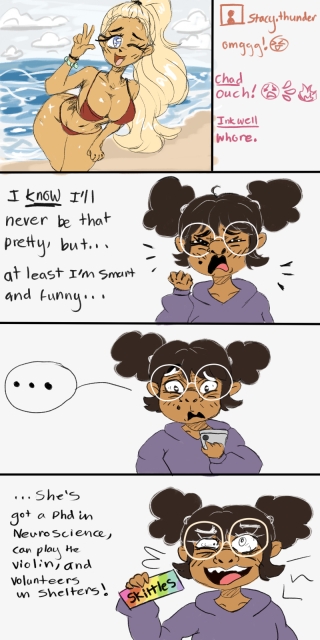 Stacy.thunder
omggg!
Chad
ouch!
Inkwell
whore.
I know I'll
never be that
pretty, but...
at least I'm smart
and funny...
...
...She's
got a Phd in
Neuroscience,
can play the
violin, and
volunteers
in shelters!
Skittles